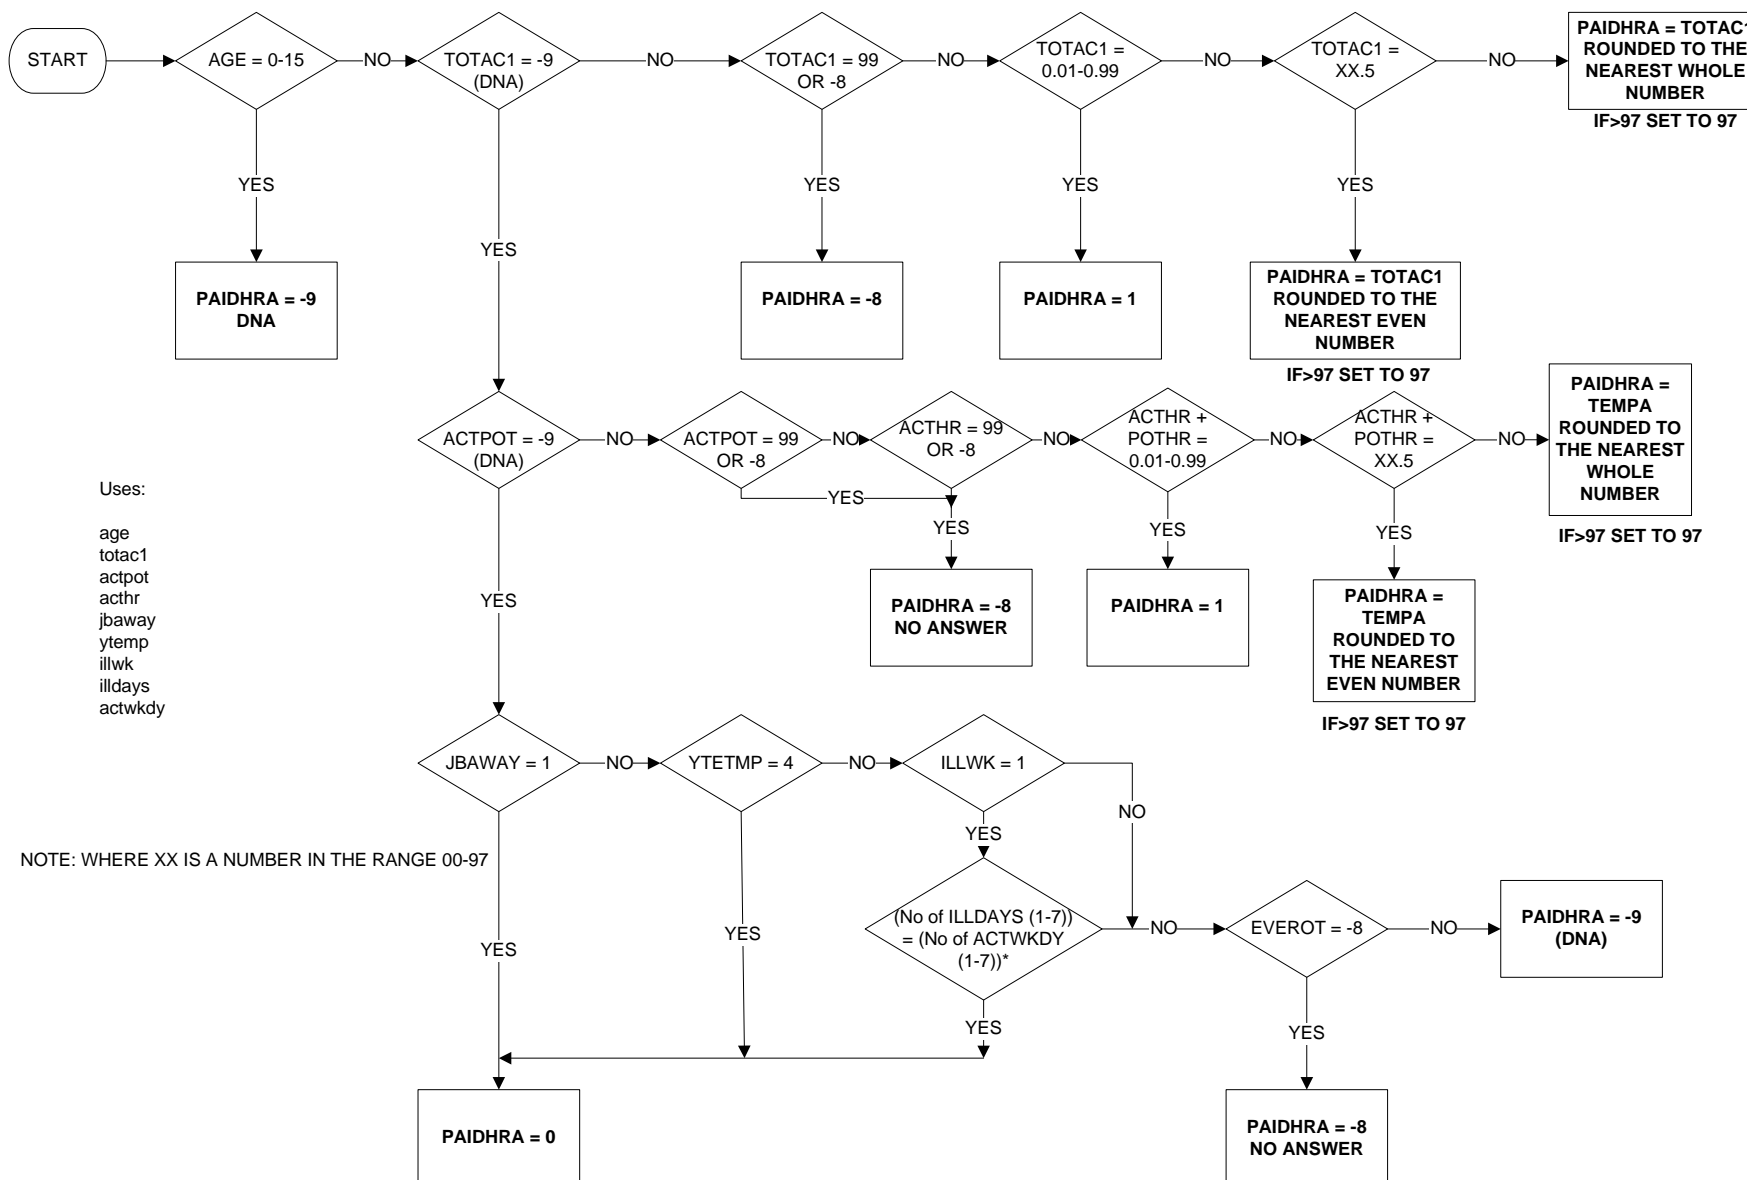 START
AGE = 0-15
NO
TOTAC1 = -9
(DNA)
NO
TOTAC1 = 99
OR -8
NO
TOTAC1 =
0.01-0.99
NO
TOTAC1 =
XX.5
NO
PAIDHRA = TOTAC1
ROUNDED TO THE
NEAREST WHOLE
NUMBER
IF>97 SET TO 97
YES
YES
YES
YES
YES
PAIDHRA = -9
DNA
PAIDHRA = -8
PAIDHRA = 1
PAIDHRA = TOTAC1
ROUNDED TO THE
NEAREST EVEN
NUMBER
IF>97 SET TO 97
ACTPOT = -9
(DNA)
NO
ACTPOT = 99
OR -8
NO
ACTHR = 99
OR -8
NO
ACTHR +
POTHR =
0.01-0.99
NO
ACTHR +
POTHR =
XX.5
NO
PAIDHRA =
TEMPA
ROUNDED TO
THE NEAREST
WHOLE
NUMBER
IF>97 SET TO 97
YES
YES
YES
YES
YES
PAIDHRA = -8
NO ANSWER
PAIDHRA = 1
PAIDHRA =
TEMPA
ROUNDED TO
THE NEAREST
EVEN NUMBER
IF>97 SET TO 97
Uses:
age
totac1
actpot
acthr
jbaway
ytemp
illwk
illdays
actwkdy
JBAWAY = 1
NO
YTETMP = 4
NO
ILLWK = 1
NO
YES
NOTE: WHERE XX IS A NUMBER IN THE RANGE 00-97
YES
YES
(No of ILLDAYS (1-7))
= (No of ACTWKDY
(1-7))*
NO
EVEROT = -8
NO
PAIDHRA = -9
(DNA)
YES
YES
PAIDHRA = 0
PAIDHRA = -8
NO ANSWER